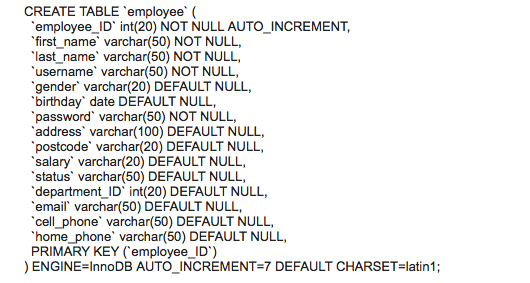 CREATE TABLE `employee` (
`employee_ID` int(20) NOT NULL AUTO_INCREMENT,
`first_name` varchar(50) NOT NULL,
`last_name` varchar(50) NOT NULL,
`username` varchar(50) NOT NULL,
`gender` varchar(20) DEFAULT NULL,
`birthday` date DEFAULT NULL,
`password` varchar(50) NOT NULL,
`address` varchar(100) DEFAULT NULL,
`postcode` varchar(20) DEFAULT NULL,
`salary` varchar(20) DEFAULT NULL,
`status` varchar(50) DEFAULT NULL,
`department_ID` int(20) DEFAULT NULL,
`email` varchar(50) DEFAULT NULL,
`cell_phone` varchar(50) DEFAULT NULL,
`home_phone` varchar(50) DEFAULT NULL,
PRIMARY KEY (`employee_ID`)
) ENGINE=InnoDB AUTO_INCREMENT=7 DEFAULT CHARSET=latin1;